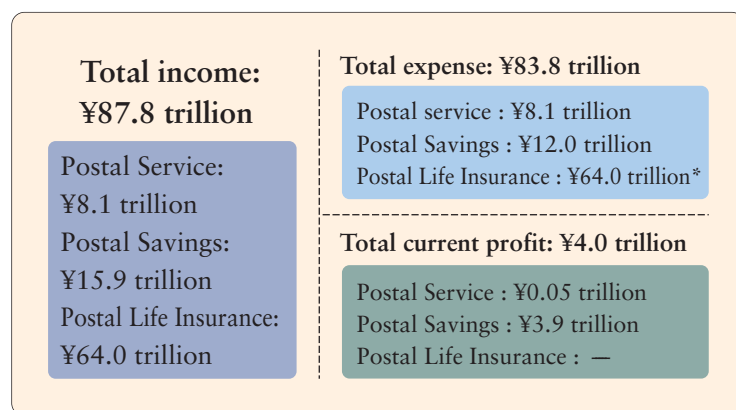 Total income:
¥87.8 trillion
Postal Service:
¥8.1 trillion
Postal Savings:
¥15.9 trillion
Postal Life Insurance:
¥64.0 trillion
Total expense: ¥83.8 trillion
Postal service : ¥8.1 trillion
Postal Savings : ¥12.0 trillion
Postal Life Insurance : ¥64.0 trillion*
Total current profit: ¥4.0 trillion
Postal Service : ¥0.05 trillion
Postal Savings : ¥3.9 trillion
Postal Life Insurance : —